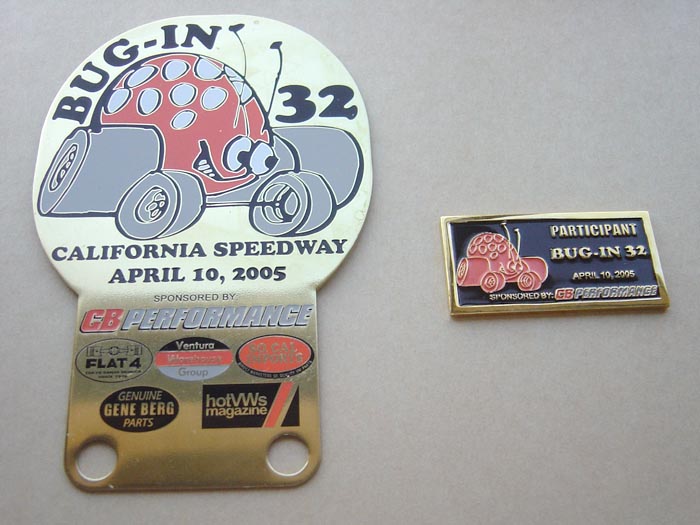 BUG-IN 32
CALIFORNIA SPEEDWAY
APRIL 10, 2005
SPONSORED BY:
CB PERFORMANCE
FLAT 4
Ventura
Warehouse
Group
GENUINE
GENE BERG
PARTS
hotVWs
magazine
PARTICIPANT
BUG-IN 32
APRIL 10, 2005
SPONSORED BY: CB PERFORMANCE